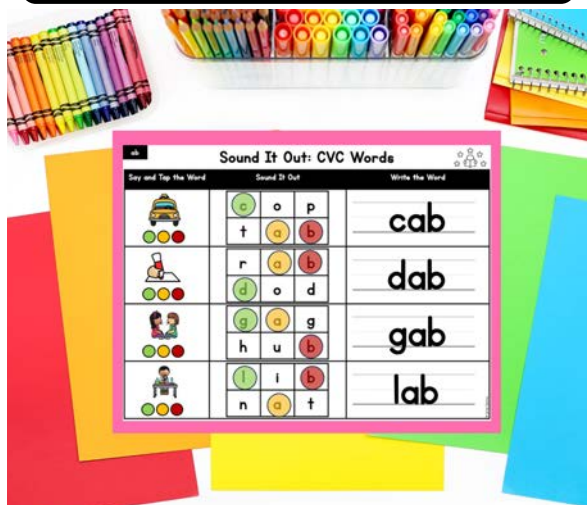 ab
Sound It Out: CVC Words
Say and Tap the Word Sound It Out Write the Word
c o p
t a b
cab
r a b
d o d
dab
g a g
h u b
gab
l i b
n a t
lab